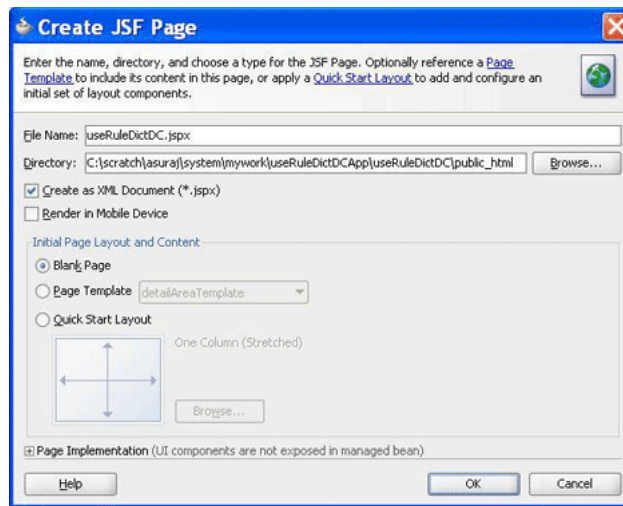 Create JSF Page
Enter the name, directory, and choose a type for the JSF Page. Optionally reference a Page
Template to include its content in this page, or apply a Quick Start Layout to add and configure an
initial set of layout components.
File Name: useRuleDictDC.jspx
Directory: C:\scratch\asuraj\system\mywork\useRuleDictDCApp\useRuleDictDC\public_html Browse...
Create as XML Document (*.jspx)
Render in Mobile Device
Initial Page Layout and Content
Blank Page
Page Template detailAreaTemplate
Quick Start Layout
One Column (Stretched)
Browse...
Page Implementation (UI components are not exposed in managed bean)
Help OK Cancel